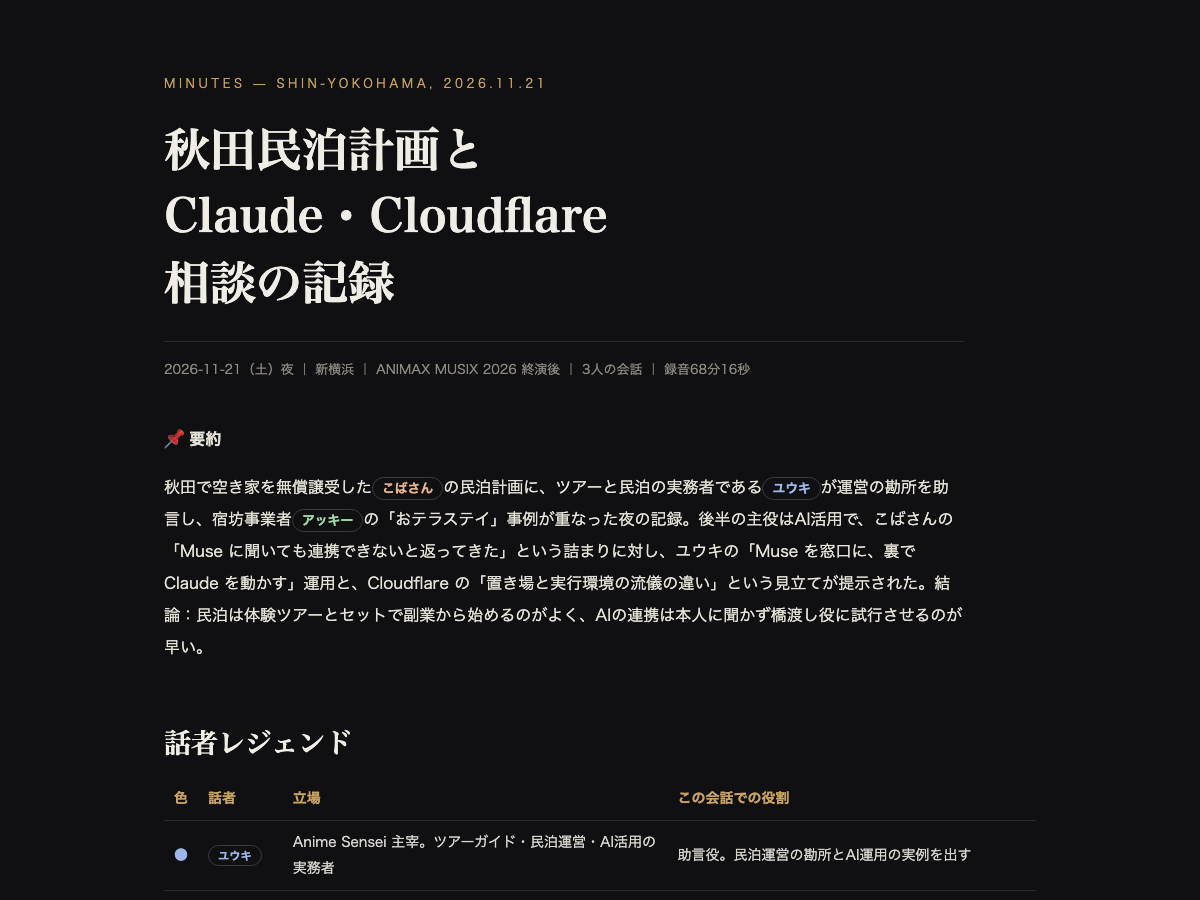 MINUTES — SHIN-YOKOHAMA, 2026.11.21
秋田民泊計画と
Claude・Cloudflare
相談の記録
2026-11-21（土）夜 | 新横浜 | ANIMAX MUSIX 2026 終演後 | 3人の会話 | 録音68分16秒
📌 要約
秋田で空き家を無償譲受したこばさんの民泊計画に、ツアーと民泊の実務者であるユウキが運営の勘所を助
言し、宿坊事業者アッキーの「おテラステイ」事例が重なった夜の記録。後半の主役はAI活用で、こばさんの
「Muse に聞いても連携できないと返ってきた」という詰まりに対し、ユウキの「Muse を窓口に、裏で
Claude を動かす」運用と、Cloudflare の「置き場と実行環境の流儀の違い」という見立てが提示された。結
論：民泊は体験ツアーとセットで副業から始めるのがよく、AIの連携は本人に聞かず橋渡し役に試行させるのが
早い。
話者レジェンド
色 話者 立場 この会話での役割
ユウキ Anime Sensei 主宰。ツアーガイド・民泊運営・AI活用の
実務者 助言役。民泊運営の勘所とAI運用の実例を出す